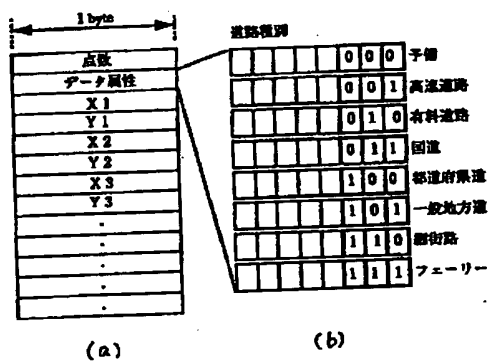 1 byte
点数
データ属性
X 1
Y 1
X 2
Y 2
X 3
Y 3
(a)
道路種別
0 0 0 予備
0 0 1 高速道路
0 1 0 有料道路
0 1 1 国道
1 0 0 都道府県道
1 0 1 一般地方道
1 1 0 細街路
1 1 1 フェーリー
(b)